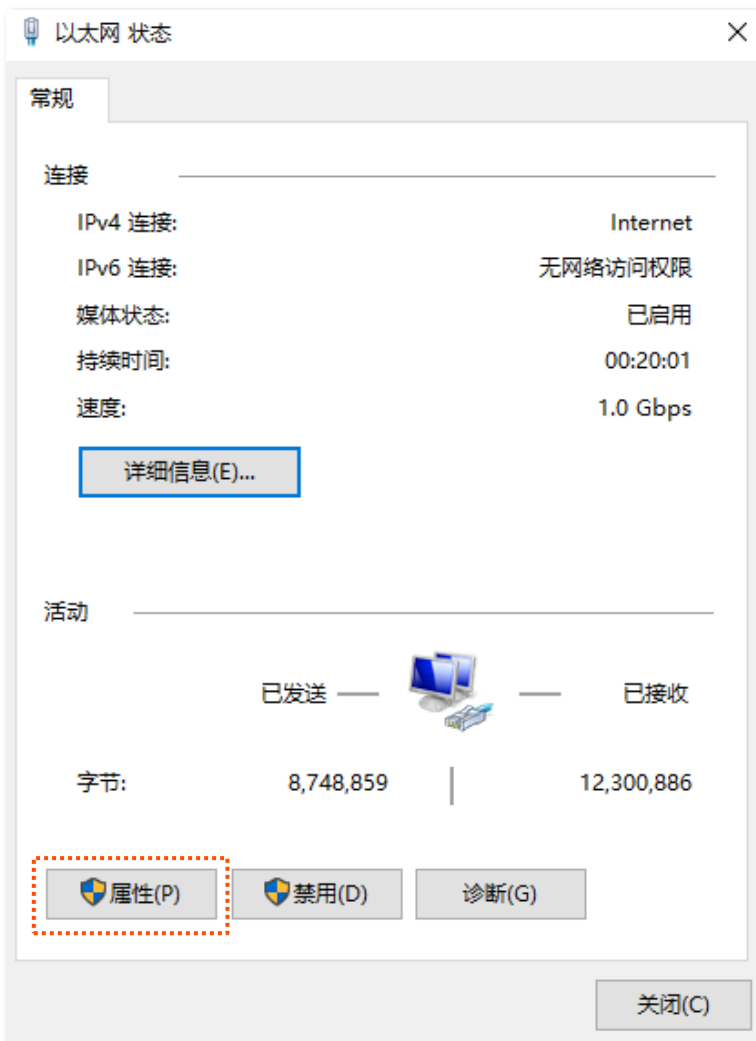 以太网 状态
常规
连接
IPv4 连接: Internet
IPv6 连接: 无网络访问权限
媒体状态: 已启用
持续时间: 00:20:01
速度: 1.0 Gbps
详细信息(E)...
活动
已发送 已接收
字节: 8,748,859 12,300,886
属性(P) 禁用(D) 诊断(G)
关闭(C)